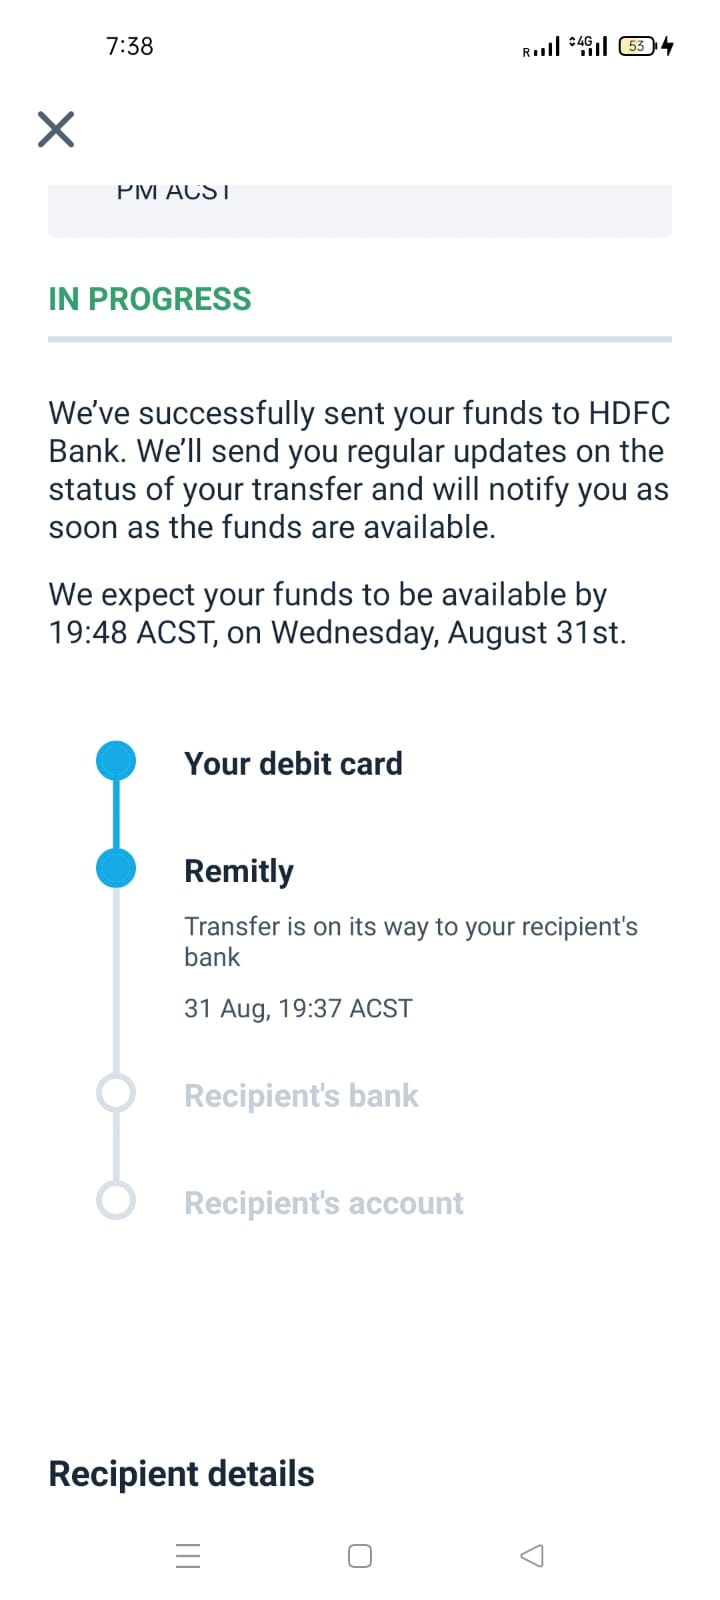 7:38
R 4G 53
PM ACST
IN PROGRESS
We’ve successfully sent your funds to HDFC
Bank. We’ll send you regular updates on the
status of your transfer and will notify you as
soon as the funds are available.
We expect your funds to be available by
19:48 ACST, on Wednesday, August 31st.
Your debit card
Remitly
Transfer is on its way to your recipient's
bank
31 Aug, 19:37 ACST
Recipient's bank
Recipient's account
Recipient details